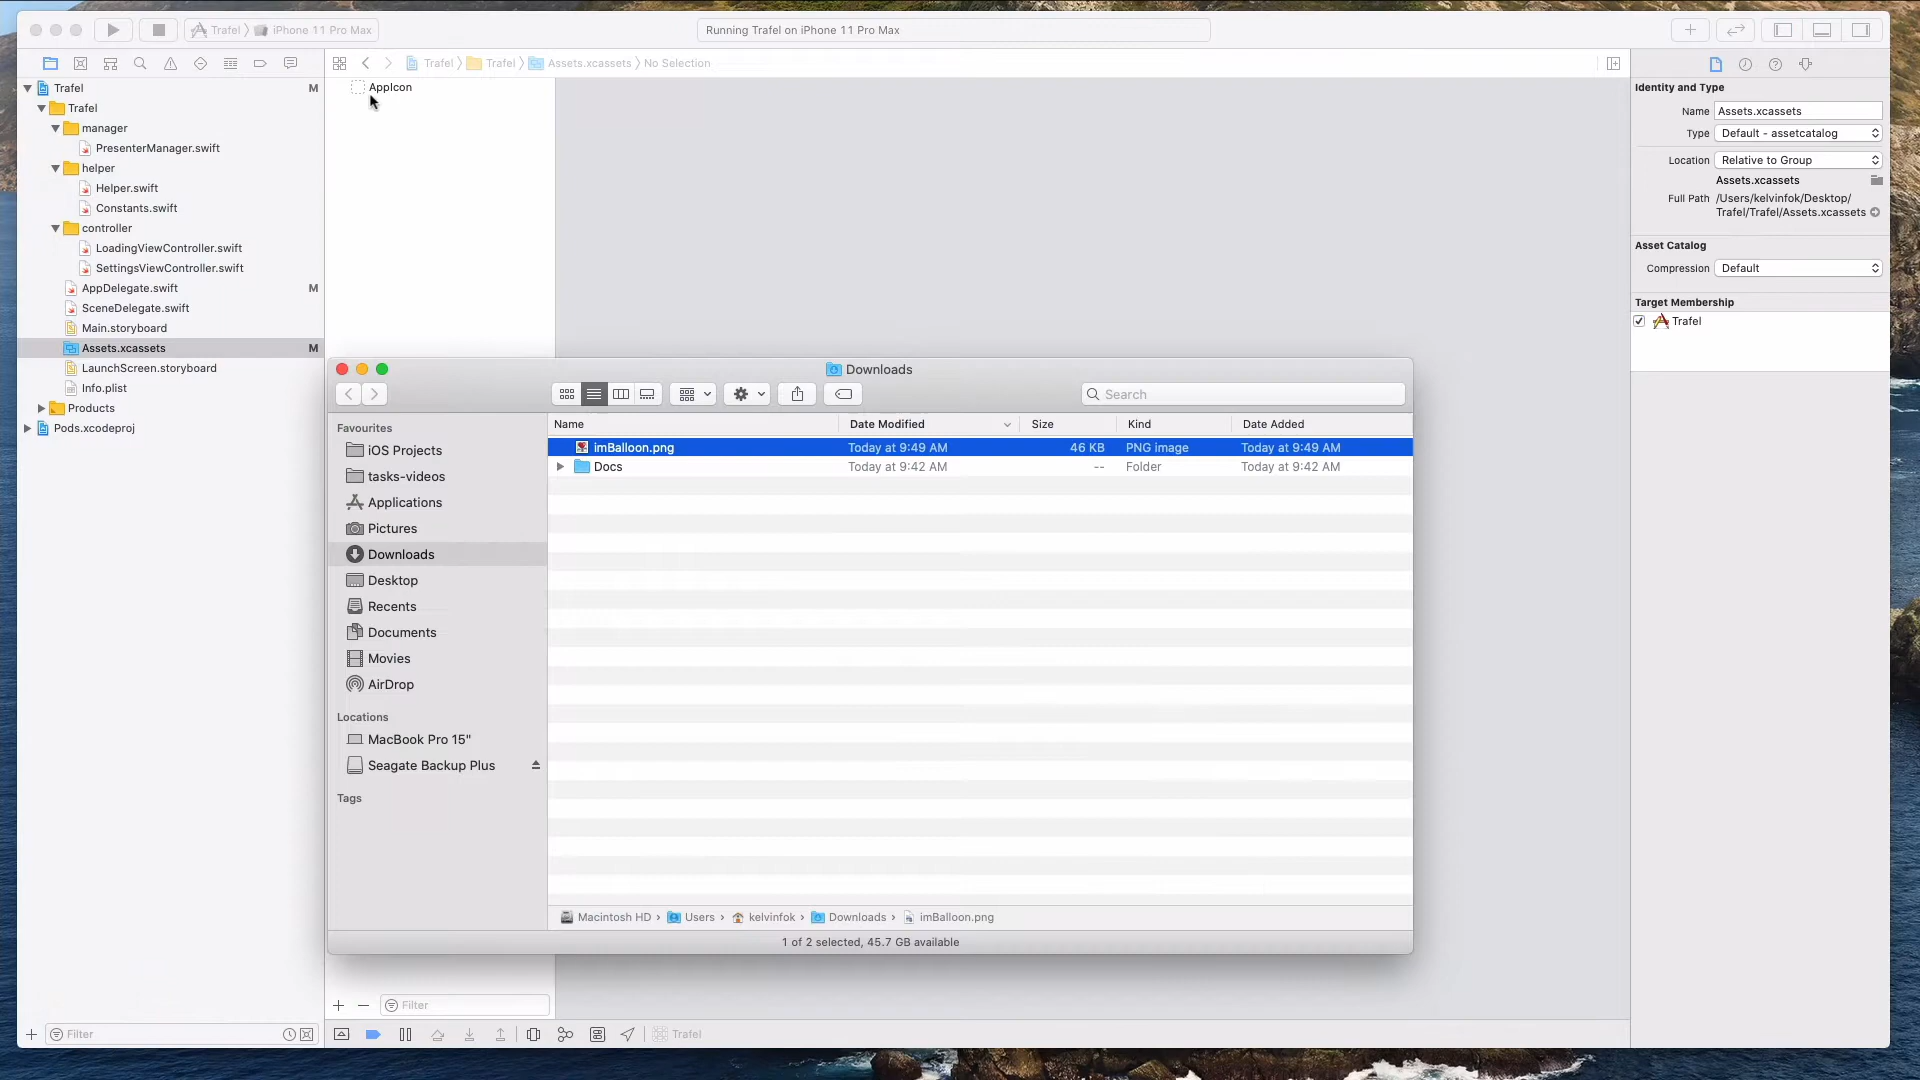 Trafel
iPhone 11 Pro Max
Running Trafel on iPhone 11 Pro Max
Trafel
Trafel
Assets.xcassets
No Selection
Trafel M
Trafel
manager
PresenterManager.swift
helper
Helper.swift
Constants.swift
controller
LoadingViewController.swift
SettingsViewController.swift
AppDelegate.swift M
SceneDelegate.swift
Main.storyboard
Assets.xcassets M
LaunchScreen.storyboard
Info.plist
Products
Pods.xcodeproj
Filter
AppIcon
Filter
Trafel
Identity and Type
Name Assets.xcassets
Type Default - assetcatalog
Location Relative to Group
Assets.xcassets
Full Path /Users/kelvinfok/Desktop/
Trafel/Trafel/Assets.xcassets
Asset Catalog
Compression Default
Target Membership
Trafel
Downloads
Search
Favourites
iOS Projects
tasks-videos
Applications
Pictures
Downloads
Desktop
Recents
Documents
Movies
AirDrop
Locations
MacBook Pro 15"
Seagate Backup Plus
Tags
Name Date Modified Size Kind Date Added
imBalloon.png Today at 9:49 AM 46 KB PNG image Today at 9:49 AM
Docs Today at 9:42 AM -- Folder Today at 9:42 AM
Macintosh HD › Users › kelvinfok › Downloads › imBalloon.png
1 of 2 selected, 45.7 GB available